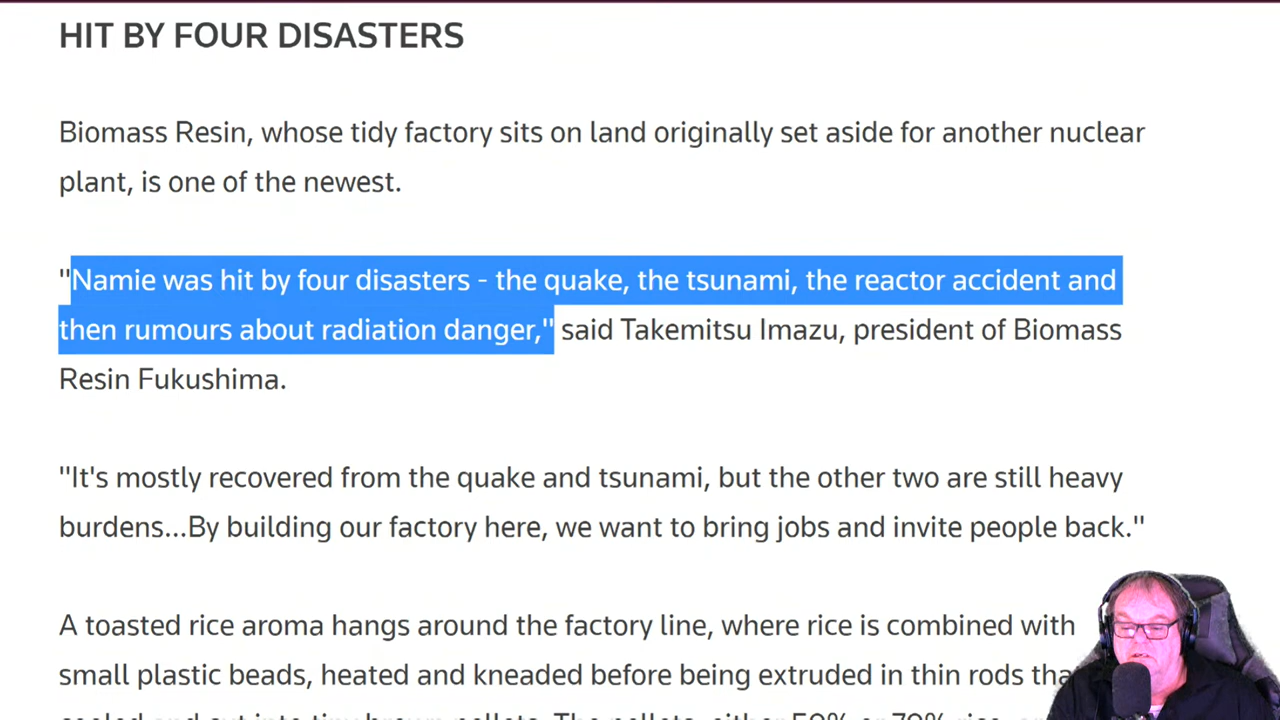 HIT BY FOUR DISASTERS
Biomass Resin, whose tidy factory sits on land originally set aside for another nuclear
plant, is one of the newest.
"Namie was hit by four disasters - the quake, the tsunami, the reactor accident and
then rumours about radiation danger," said Takemitsu Imazu, president of Biomass
Resin Fukushima.
"It's mostly recovered from the quake and tsunami, but the other two are still heavy
burdens...By building our factory here, we want to bring jobs and invite people back."
A toasted rice aroma hangs around the factory line, where rice is combined with
small plastic beads, heated and kneaded before being extruded in thin rods